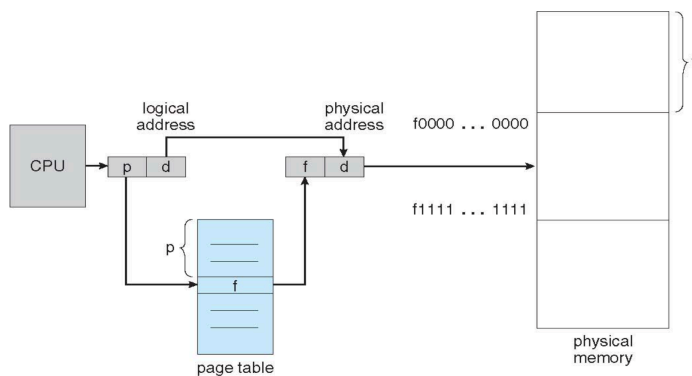 logical
address
physical
address
f0000 ... 0000
CPU
p
d
f
d
f1111 ... 1111
p
f
page table
physical
memory